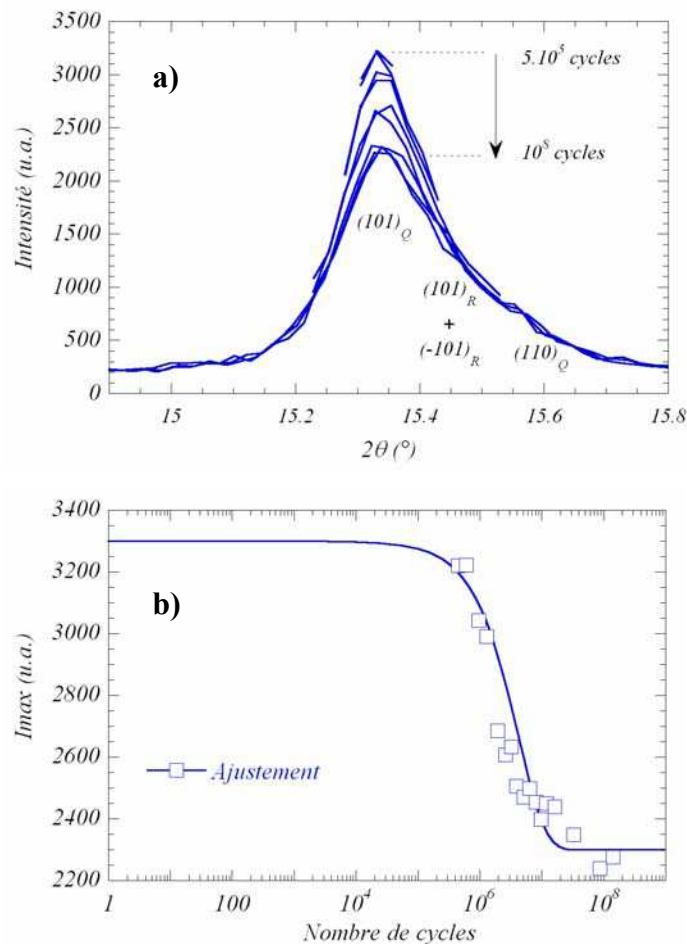 a)
3500
3000
2500
2000
1500
1000
500
0
Intensité (u.a.)
5.10⁵ cycles
10⁸ cycles
(101)Q
(101)R
+
(-101)R
(110)Q
15
15.2
15.4
15.6
15.8
2θ (°)
b)
3400
3200
3000
2800
2600
2400
2200
Imax (u.a.)
Ajustement
1
100
10⁴
10⁶
10⁸
Nombre de cycles